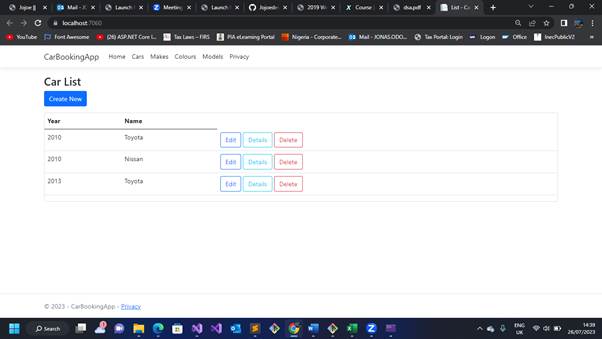 Jojoe ||
Mail - J
Launch
Meeting
Launch
Jojoesb
2019 W
Course |
dsa.pdf
List - Ca
localhost:7060
YouTube
Font Awesome
(26) ASP.NET Core I...
Tax Laws – FIRS
PIA eLearning Portal
Nigeria - Corporate...
Mail - JONAS.ODO...
Tax Portal Login
Logon
Office
InecPublicVZ
CarBookingApp Home Cars Makes Colours Models Privacy
Car List
Create New
Year Name
2010 Toyota Edit Details Delete
2010 Nissan Edit Details Delete
2013 Toyota Edit Details Delete
© 2023 - CarBookingApp - Privacy
Search
ENG
UK
14:39
26/07/2023